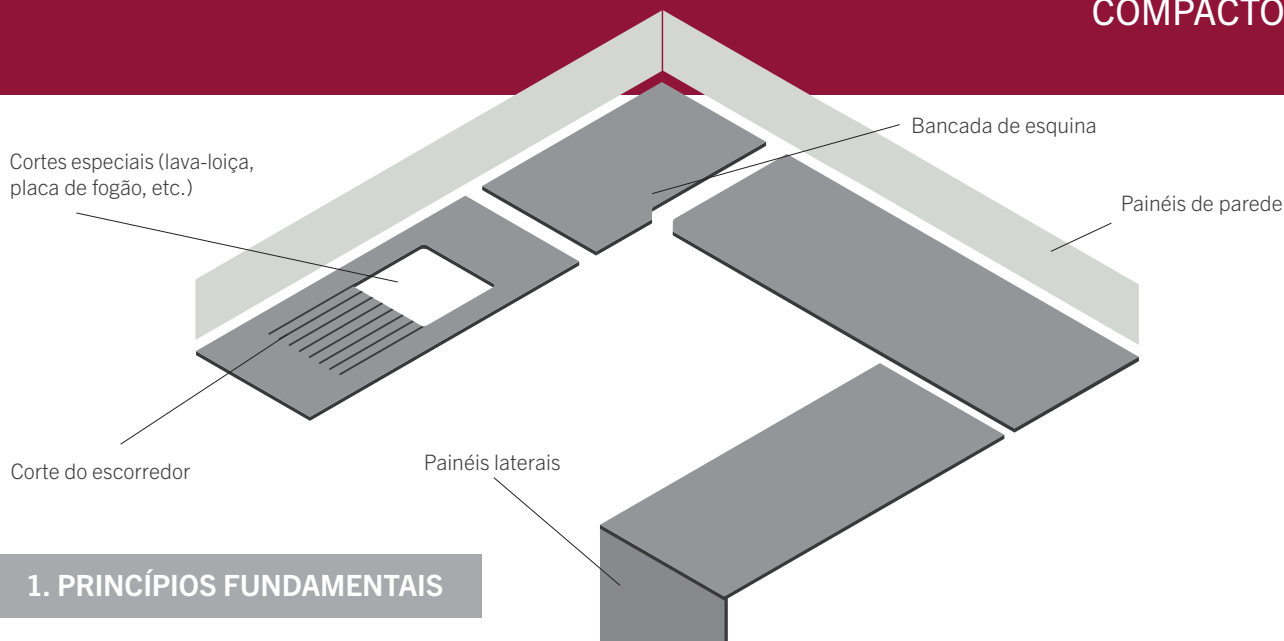 COMPACTO
Bancada de esquina
Cortes especiais (lava-loiça,
placa de fogão, etc.)
Painéis de parede
Corte do escorredor
Painéis laterais
1. PRINCÍPIOS FUNDAMENTAIS